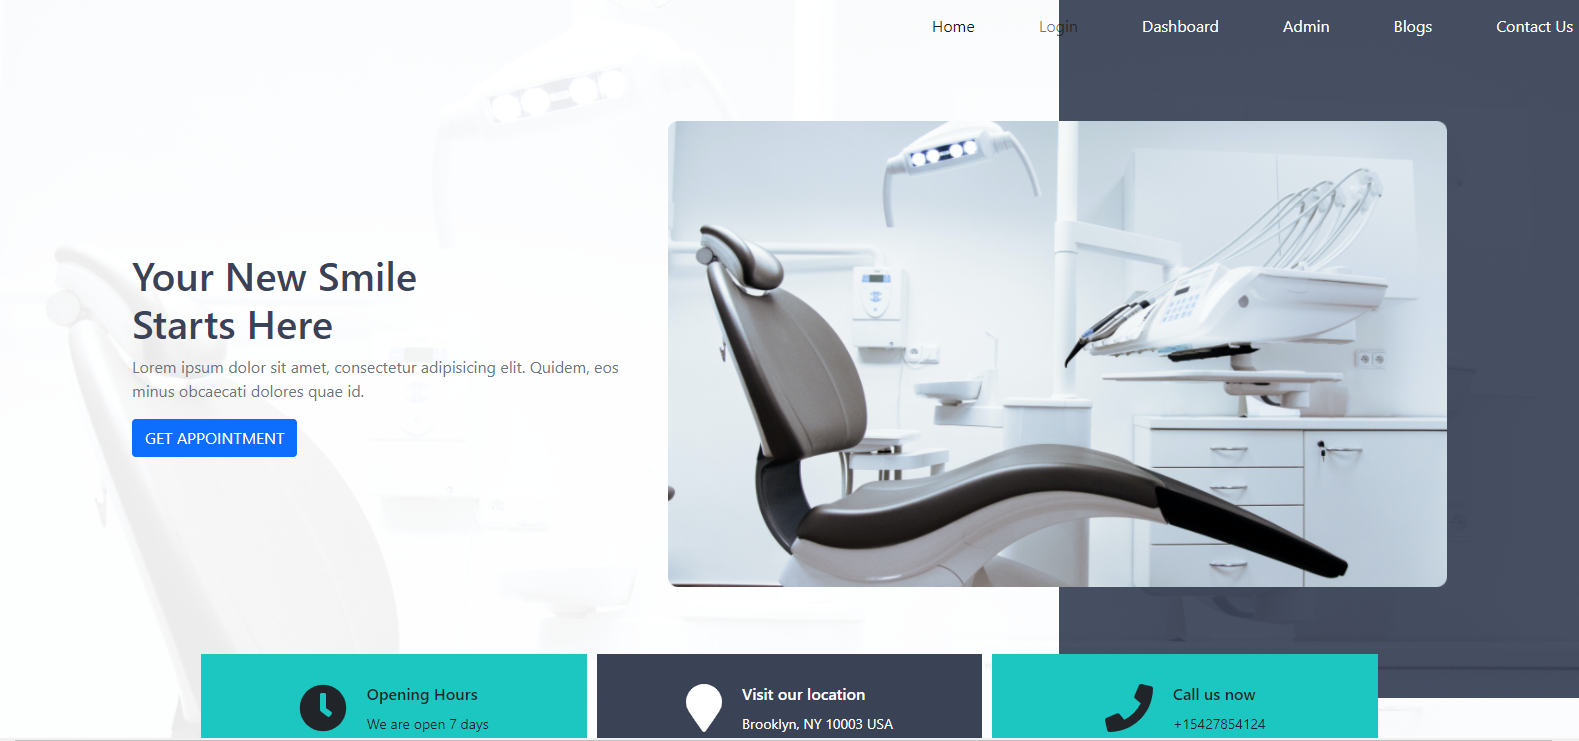 Home Login Dashboard Admin Blogs Contact Us
Your New Smile
Starts Here
Lorem ipsum dolor sit amet, consectetur adipisicing elit. Quidem, eos
minus obcaecati dolores quae id.
GET APPOINTMENT
Opening Hours
We are open 7 days
Visit our location
Brooklyn, NY 10003 USA
Call us now
+15427854124